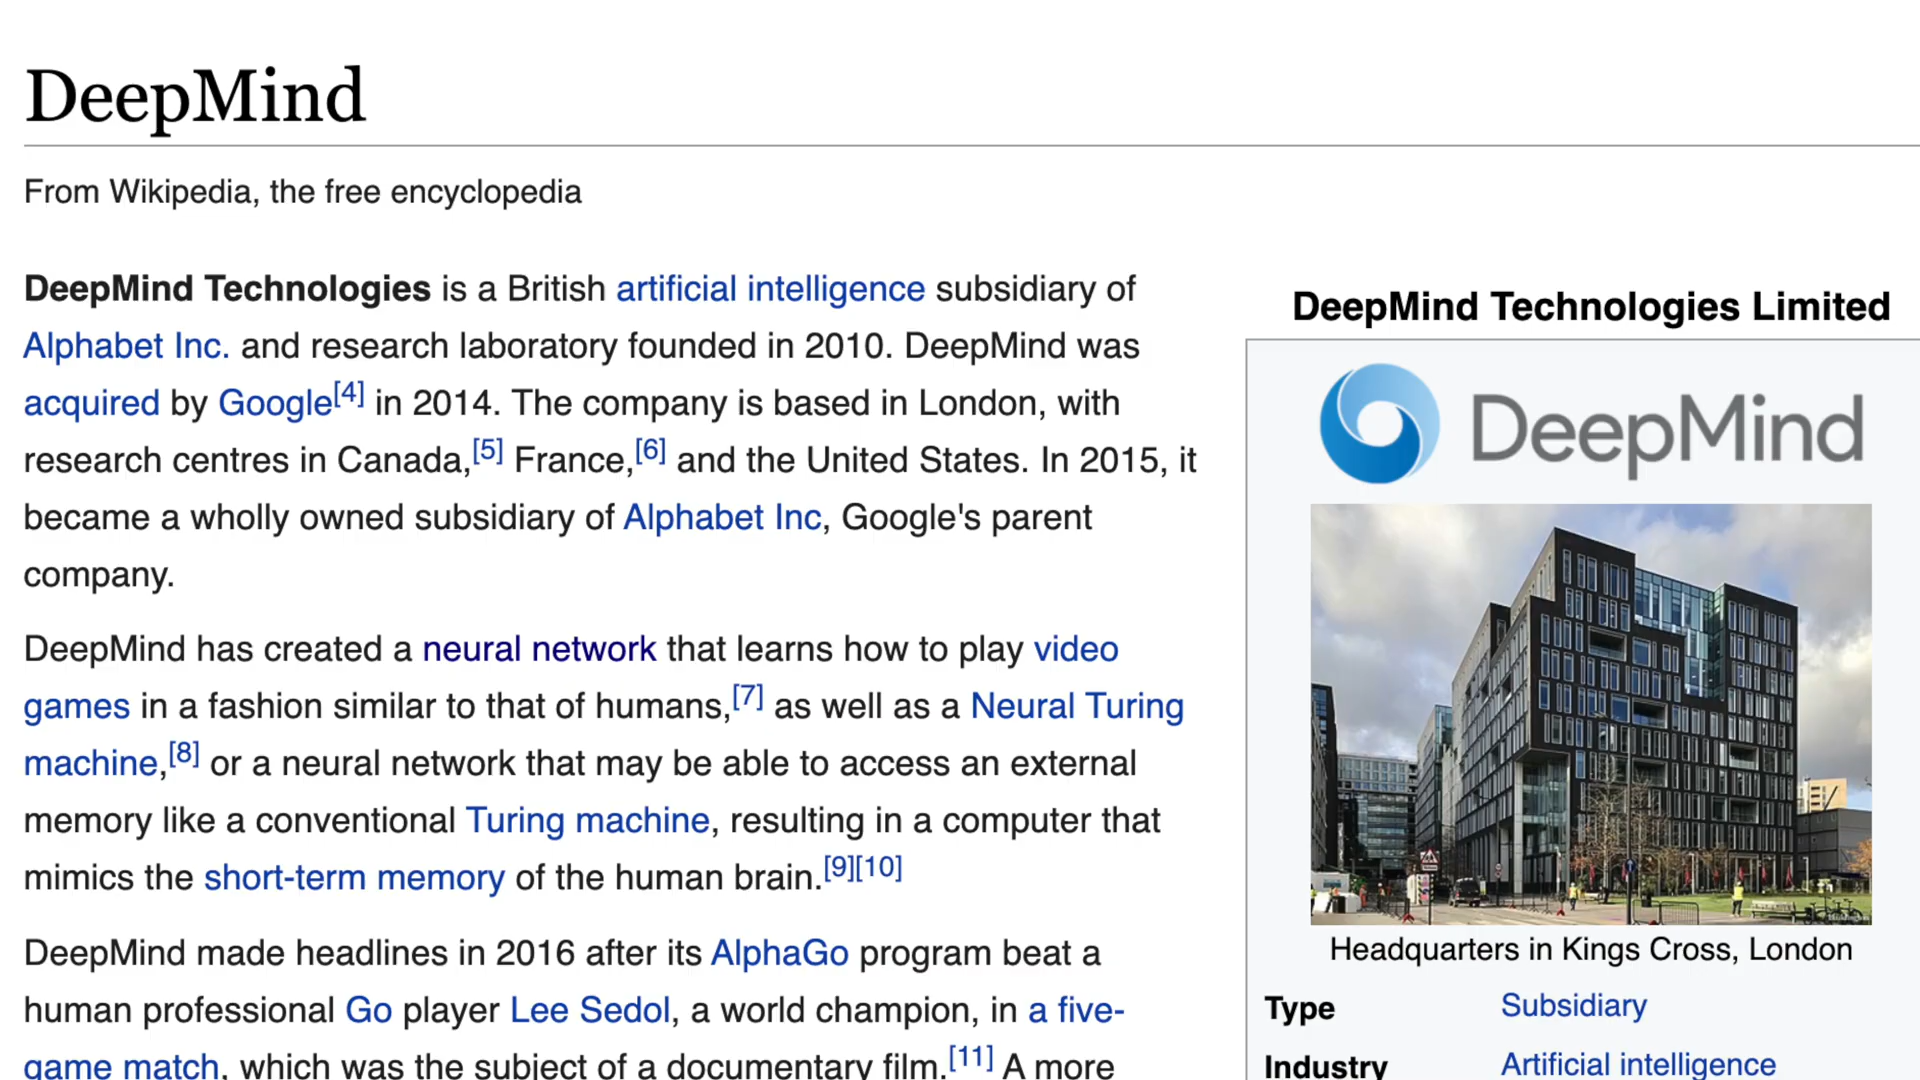 DeepMind
From Wikipedia, the free encyclopedia
DeepMind Technologies is a British artificial intelligence subsidiary of
Alphabet Inc. and research laboratory founded in 2010. DeepMind was
acquired by Google[4] in 2014. The company is based in London, with
research centres in Canada,[5] France,[6] and the United States. In 2015, it
became a wholly owned subsidiary of Alphabet Inc, Google's parent
company.
DeepMind has created a neural network that learns how to play video
games in a fashion similar to that of humans,[7] as well as a Neural Turing
machine,[8] or a neural network that may be able to access an external
memory like a conventional Turing machine, resulting in a computer that
mimics the short-term memory of the human brain.[9][10]
DeepMind made headlines in 2016 after its AlphaGo program beat a
human professional Go player Lee Sedol, a world champion, in a five-
game match, which was the subject of a documentary film.[11] A more
DeepMind Technologies Limited
DeepMind
Headquarters in Kings Cross, London
Type Subsidiary
Industry Artificial intelligence